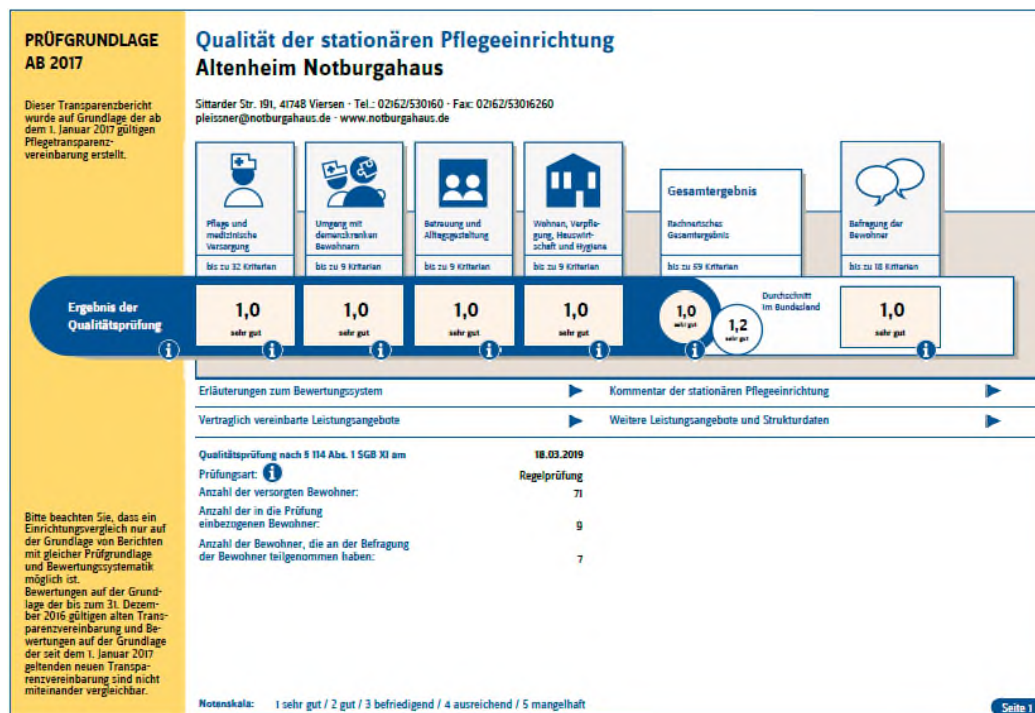 PRÜFGRUNDLAGE
AB 2017
Dieser Transparenzbericht
wurde auf Grundlage der ab
dem 1. Januar 2017 gültigen
Pflegetransparenz-
vereinbarung erstellt.
Qualität der stationären Pflegeeinrichtung
Altenheim Notburgahaus
Sittarder Str. 191, 41748 Viersen · Tel.: 02162/530160 · Fax: 02162/53016260
pleissner@notburgahaus.de · www.notburgahaus.de
Pflege und
medizinische
Versorgung
bis zu 32 Kriterien
Umgang mit
demenzkranken
Bewohnern
bis zu 9 Kriterien
Betreuung und
Alltagsgestaltung
bis zu 9 Kriterien
Wohnen, Verpfle-
gung, Hauswirt-
schaft und Hygiene
bis zu 9 Kriterien
Gesamtergebnis
Rechnerisches
Gesamtergebnis
bis zu 59 Kriterien
Befragung der
Bewohner
bis zu 18 Kriterien
Ergebnis der
Qualitätsprüfung
1,0
sehr gut
1,0
sehr gut
1,0
sehr gut
1,0
sehr gut
1,0
sehr gut
1,2
sehr gut
Durchschnitt
im Bundesland
1,0
sehr gut
Erläuterungen zum Bewertungssystem
Kommentar der stationären Pflegeeinrichtung
Vertraglich vereinbarte Leistungsangebote
Weitere Leistungsangebote und Strukturdaten
Qualitätsprüfung nach § 114 Abs. 1 SGB XI am 18.03.2019
Prüfungsart: Regelprüfung
Anzahl der versorgten Bewohner: 71
Anzahl der in die Prüfung
einbezogenen Bewohner: 9
Anzahl der Bewohner, die an der Befragung
der Bewohner teilgenommen haben: 7
Bitte beachten Sie, dass ein
Einrichtungsvergleich nur auf
der Grundlage von Berichten
mit gleicher Prüfgrundlage
und Bewertungssystematik
möglich ist.
Bewertungen auf der Grund-
lage der bis zum 31. Dezem-
ber 2016 gültigen alten Trans-
parenzvereinbarung und Be-
wertungen auf der Grundlage
der seit dem 1. Januar 2017
geltenden neuen Transpa-
renzvereinbarung sind nicht
miteinander vergleichbar.
Notenskala: 1 sehr gut / 2 gut / 3 befriedigend / 4 ausreichend / 5 mangelhaft
Seite 1